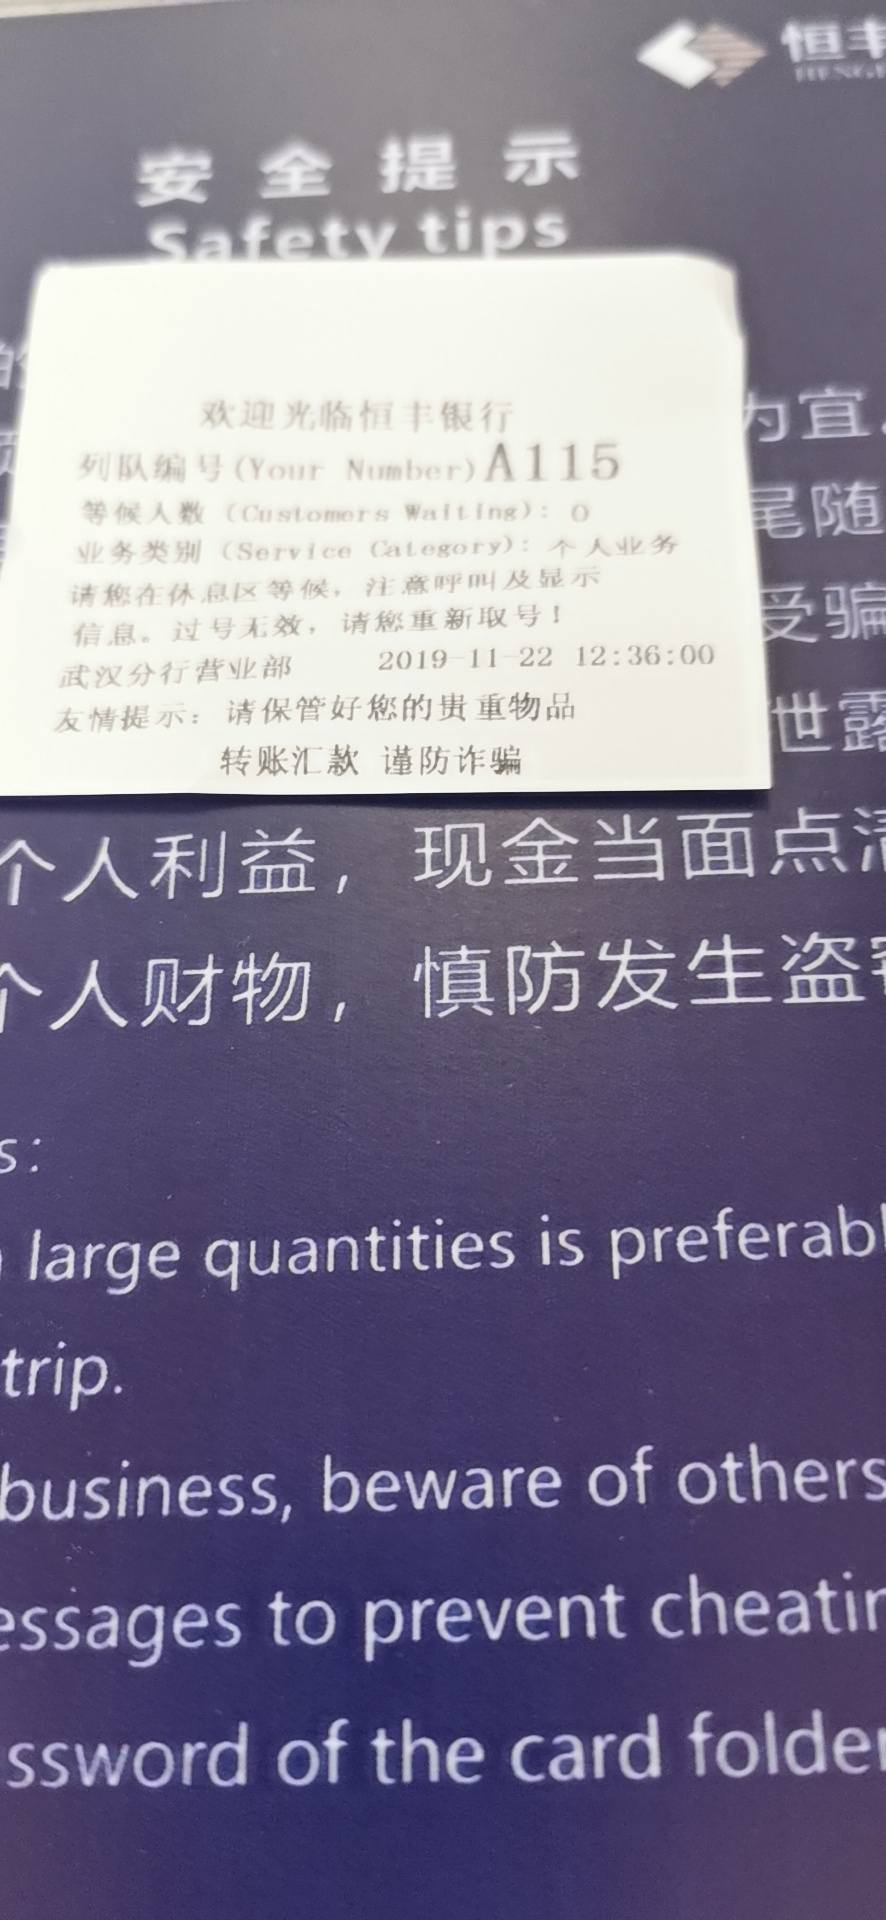 恒丰
HENGF
安全提示
Safety tips
欢迎光临恒丰银行
列队编号(Your Number)A115
等候人数 (Customers Waiting): 0
业务类别 (Service Category): 个人业务
请您在休息区等候，注意呼叫及显示
信息。过号无效，请您重新取号!
武汉分行营业部 2019-11-22 12:36:00
友情提示: 请保管好您的贵重物品
转账汇款 谨防诈骗
为宜
尾随
受骗
世露
个人利益，现金当面点清
个人财物，慎防发生盗窃
s:
large quantities is preferabl
trip.
business, beware of others
essages to prevent cheatin
ssword of the card folder